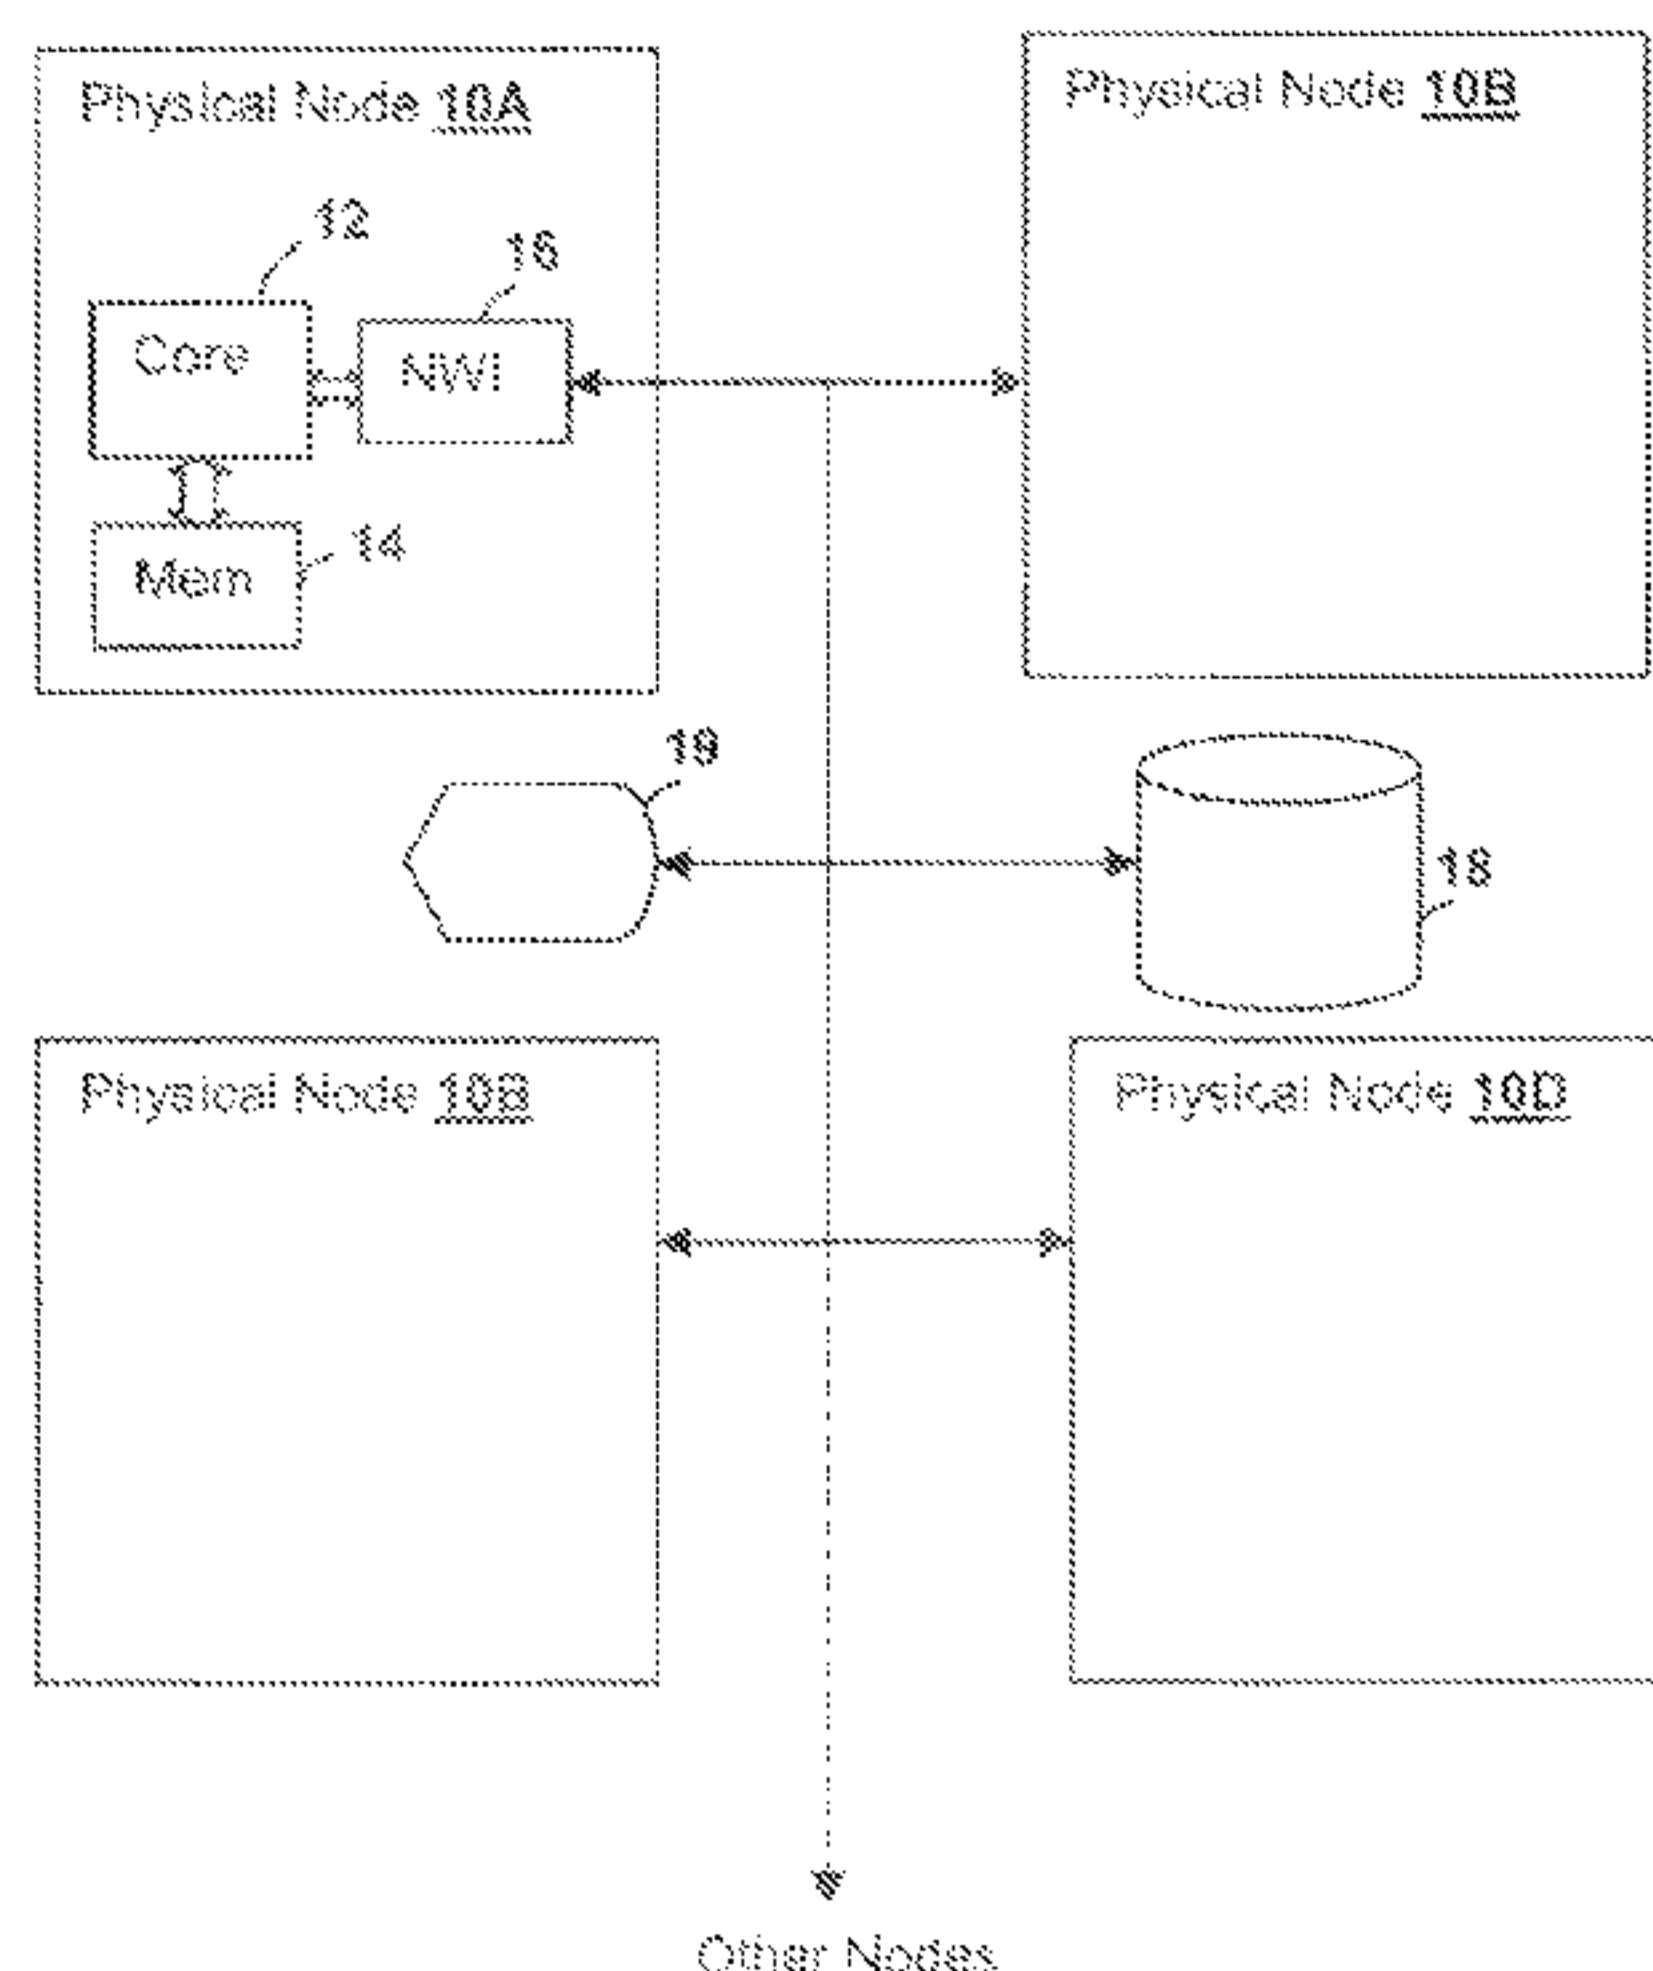 Physical Node 10A
Physical Node 10B
12
16
Core
NWI
14
Mem
19
18
Physical Node 10B
Physical Node 10D
Other Nodes